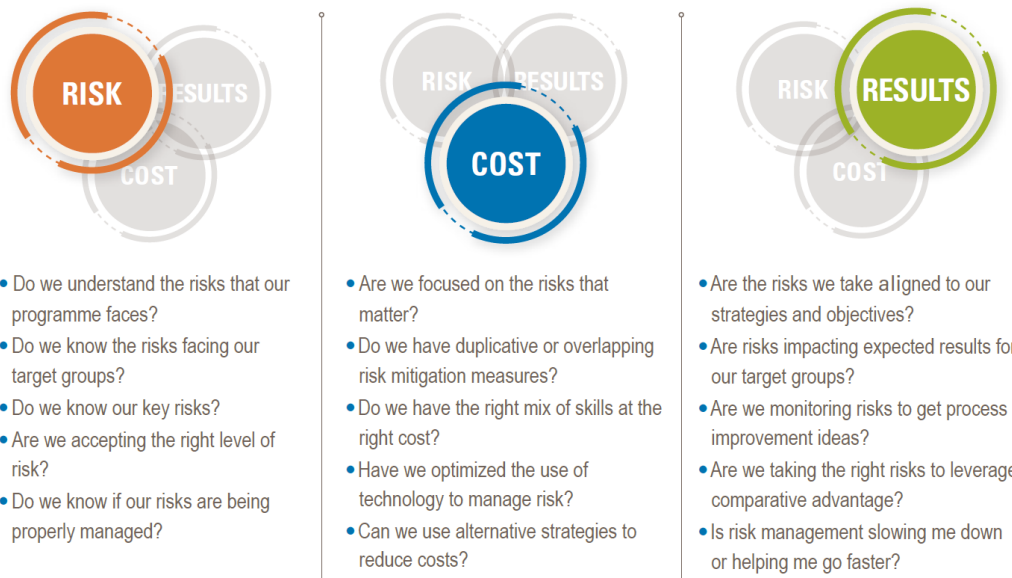 RISK
RESULTS
COST
• Do we understand the risks that our
programme faces?
• Do we know the risks facing our
target groups?
• Do we know our key risks?
• Are we accepting the right level of
risk?
• Do we know if our risks are being
properly managed?
RISK
RESULTS
COST
• Are we focused on the risks that
matter?
• Do we have duplicative or overlapping
risk mitigation measures?
• Do we have the right mix of skills at the
right cost?
• Have we optimized the use of
technology to manage risk?
• Can we use alternative strategies to
reduce costs?
RISK
RESULTS
COST
• Are the risks we take aligned to our
strategies and objectives?
• Are risks impacting expected results for
our target groups?
• Are we monitoring risks to get process
improvement ideas?
• Are we taking the right risks to leverage
comparative advantage?
• Is risk management slowing me down
or helping me go faster?